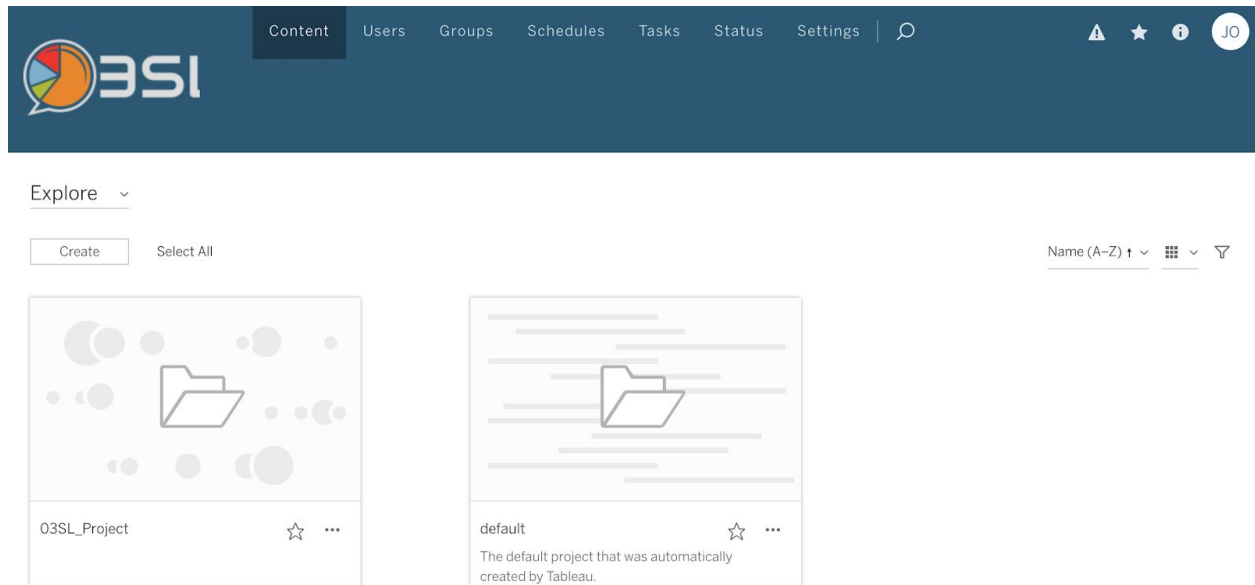 Content Users Groups Schedules Tasks Status Settings JO
O3SL
Explore
Create Select All Name (A–Z)
03SL_Project
default
The default project that was automatically
created by Tableau.